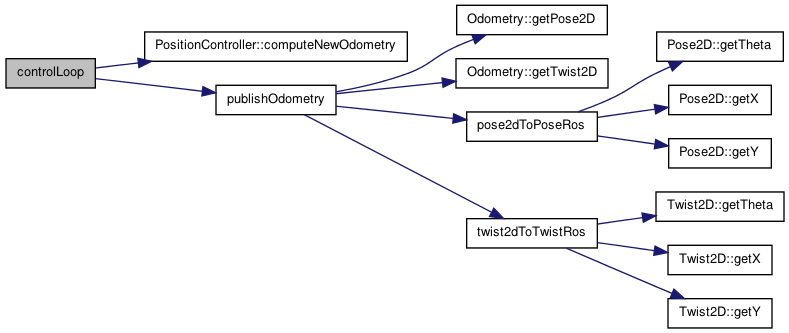 controlLoop
PositionController::computeNewOdometry
publishOdometry
Odometry::getPose2D
Odometry::getTwist2D
pose2dToPoseRos
twist2dToTwistRos
Pose2D::getTheta
Pose2D::getX
Pose2D::getY
Twist2D::getTheta
Twist2D::getX
Twist2D::getY